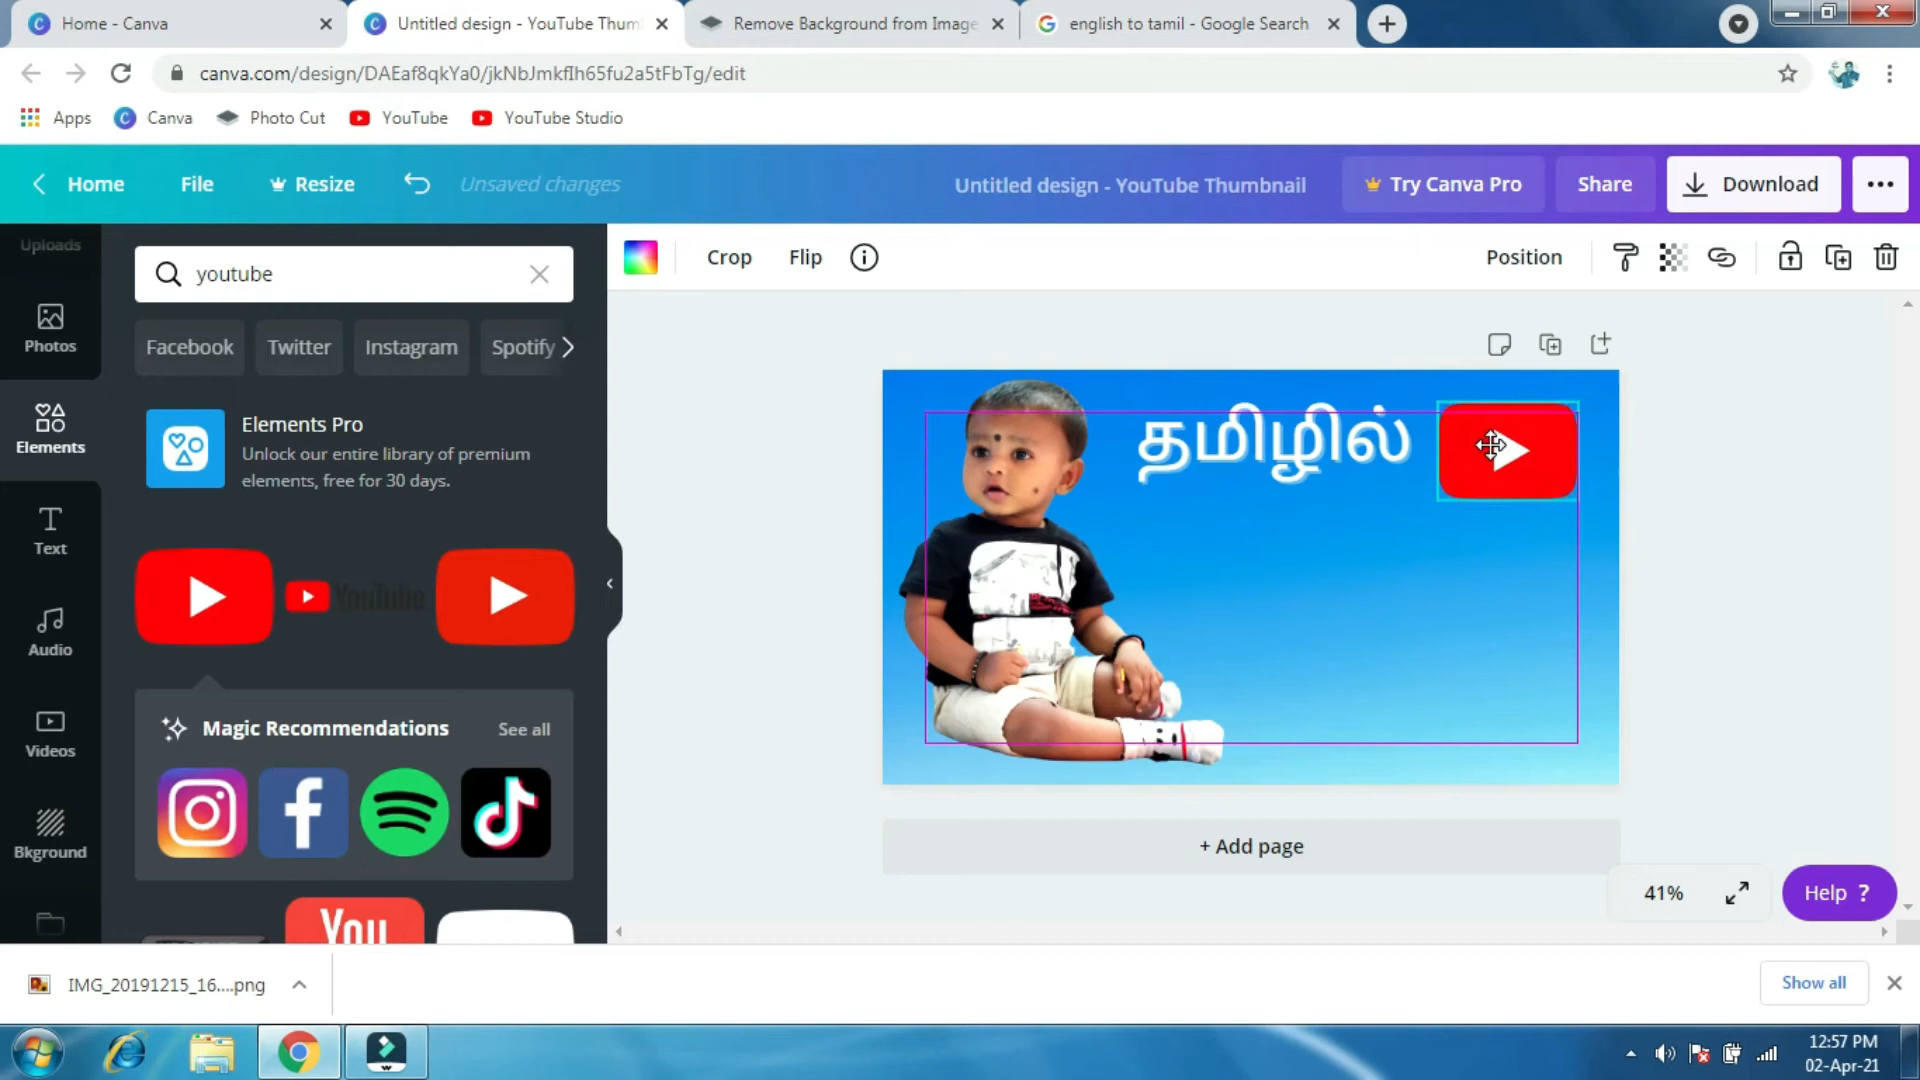 Home - Canva
Untitled design - YouTube Thum
Remove Background from Image
english to tamil - Google Search
canva.com/design/DAEaf8qkYa0/jkNbJmkfIh65fu2a5tFbTg/edit
Apps
Canva
Photo Cut
YouTube
YouTube Studio
Home
File
Resize
Unsaved changes
Untitled design - YouTube Thumbnail
Try Canva Pro
Share
Download
Uploads
Photos
Elements
Text
Audio
Videos
Bkground
youtube
Facebook
Twitter
Instagram
Spotify
Elements Pro
Unlock our entire library of premium
elements, free for 30 days.
YouTube
Magic Recommendations
See all
You
Crop
Flip
Position
தமிழில்
+ Add page
41%
Help ?
IMG_20191215_16....png
Show all
12:57 PM
02-Apr-21